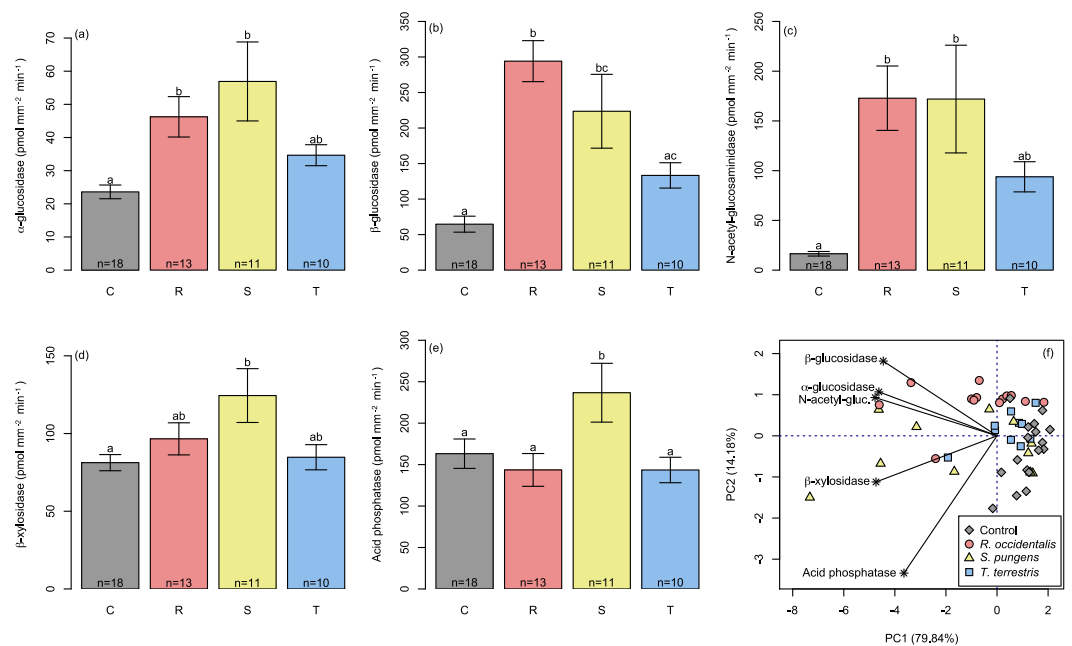 (a)
α-glucosidase (pmol mm⁻² min⁻¹)
0 10 20 30 40 50 60 70
a b b ab
n=18 n=13 n=11 n=10
C R S T
(b)
β-glucosidase (pmol mm⁻² min⁻¹)
0 50 100 150 200 250 300 350
a b bc ac
n=18 n=13 n=11 n=10
C R S T
(c)
N-acetyl-glucosaminidase (pmol mm⁻² min⁻¹)
0 50 100 150 200 250
a b b ab
n=18 n=13 n=11 n=10
C R S T
(d)
β-xylosidase (pmol mm⁻² min⁻¹)
0 50 100 150
a ab b ab
n=18 n=13 n=11 n=10
C R S T
(e)
Acid phosphatase (pmol mm⁻² min⁻¹)
0 50 100 150 200 250 300
a a b a
n=18 n=13 n=11 n=10
C R S T
(f)
PC2 (14.18%)
-3 -2 -1 0 1 2
β-glucosidase
α-glucosidase
N-acetyl-gluc.
β-xylosidase
Acid phosphatase
Control
R. occidentalis
S. pungens
T. terrestris
-8 -6 -4 -2 0 2
PC1 (79.84%)